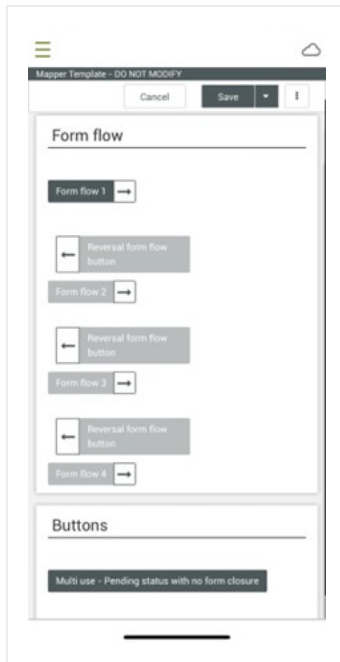 Mapper Template - DO NOT MODIFY
Cancel
Save
Form flow
Form flow 1
Reversal form flow
button
Form flow 2
Reversal form flow
button
Form flow 3
Reversal form flow
button
Form flow 4
Buttons
Multi use - Pending status with no form closure